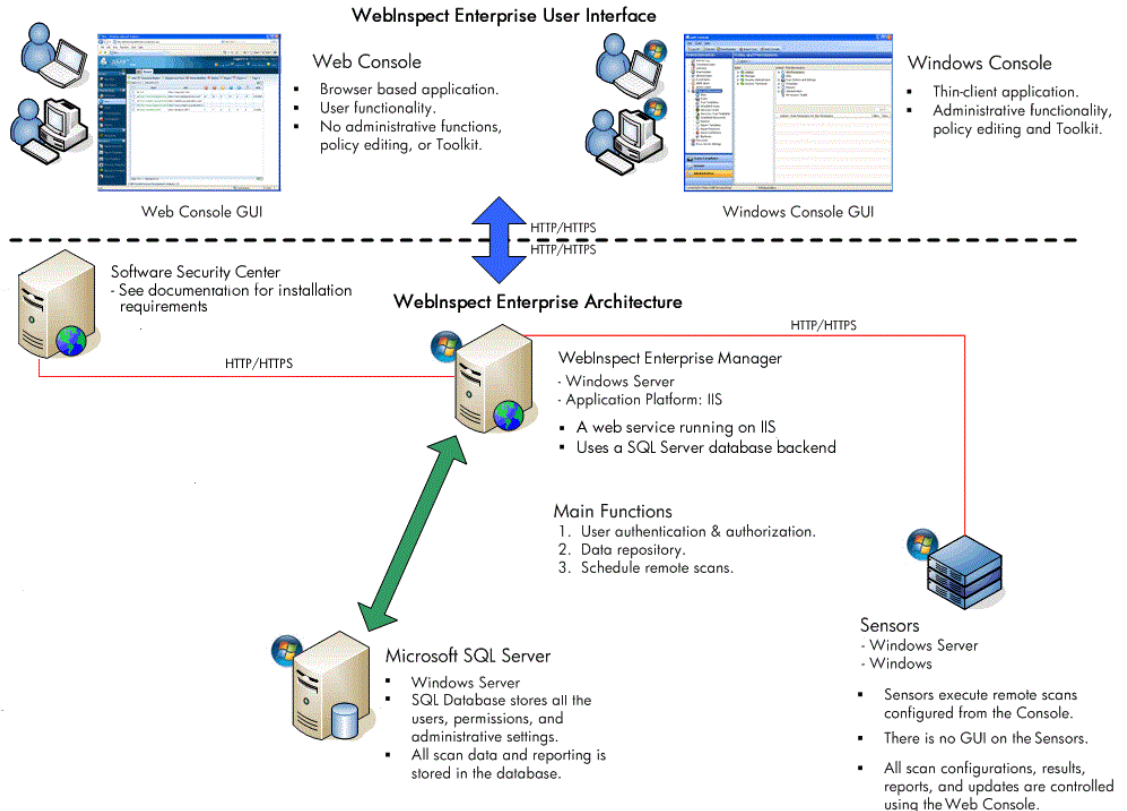 WebInspect Enterprise User Interface
Web Console
▪ Browser based application.
▪ User functionality.
▪ No administrative functions,
policy editing, or Toolkit.
Web Console GUI
Windows Console
▪ Thin-client application.
▪ Administrative functionality,
policy editing and Toolkit.
Windows Console GUI
HTTP/HTTPS
HTTP/HTTPS
Software Security Center
- See documentation for installation
requirements
WebInspect Enterprise Architecture
HTTP/HTTPS
HTTP/HTTPS
WebInspect Enterprise Manager
- Windows Server
- Application Platform: IIS
▪ A web service running on IIS
▪ Uses a SQL Server database backend
Main Functions
1. User authentication & authorization.
2. Data repository.
3. Schedule remote scans.
Microsoft SQL Server
▪ Windows Server
▪ SQL Database stores all the
users, permissions, and
administrative settings.
▪ All scan data and reporting is
stored in the database.
Sensors
- Windows Server
- Windows
▪ Sensors execute remote scans
configured from the Console.
▪ There is no GUI on the Sensors.
▪ All scan configurations, results,
reports, and updates are controlled
using the Web Console.